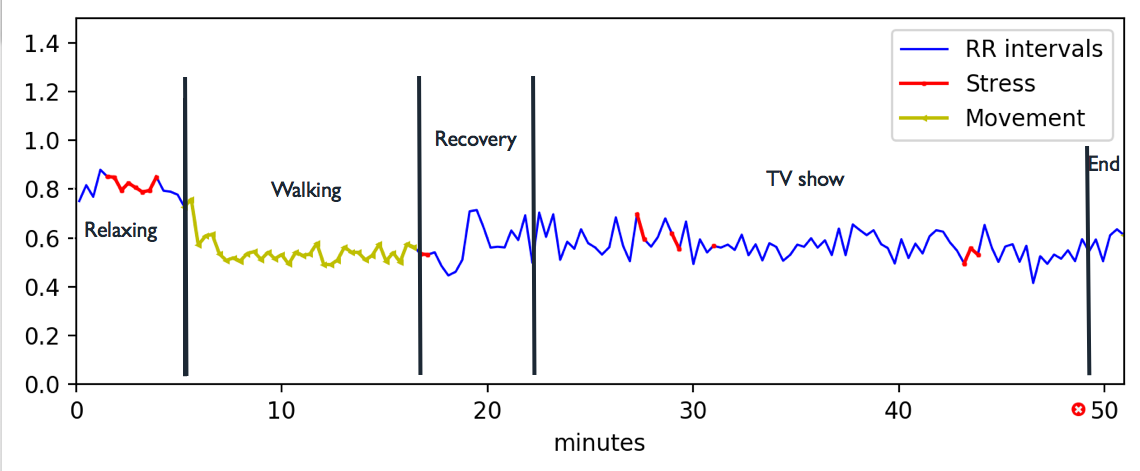 1.4
1.2
1.0
0.8
0.6
0.4
0.2
0.0
RR intervals
Stress
Movement
Relaxing
Walking
Recovery
TV show
End
0 10 20 30 40 50
minutes